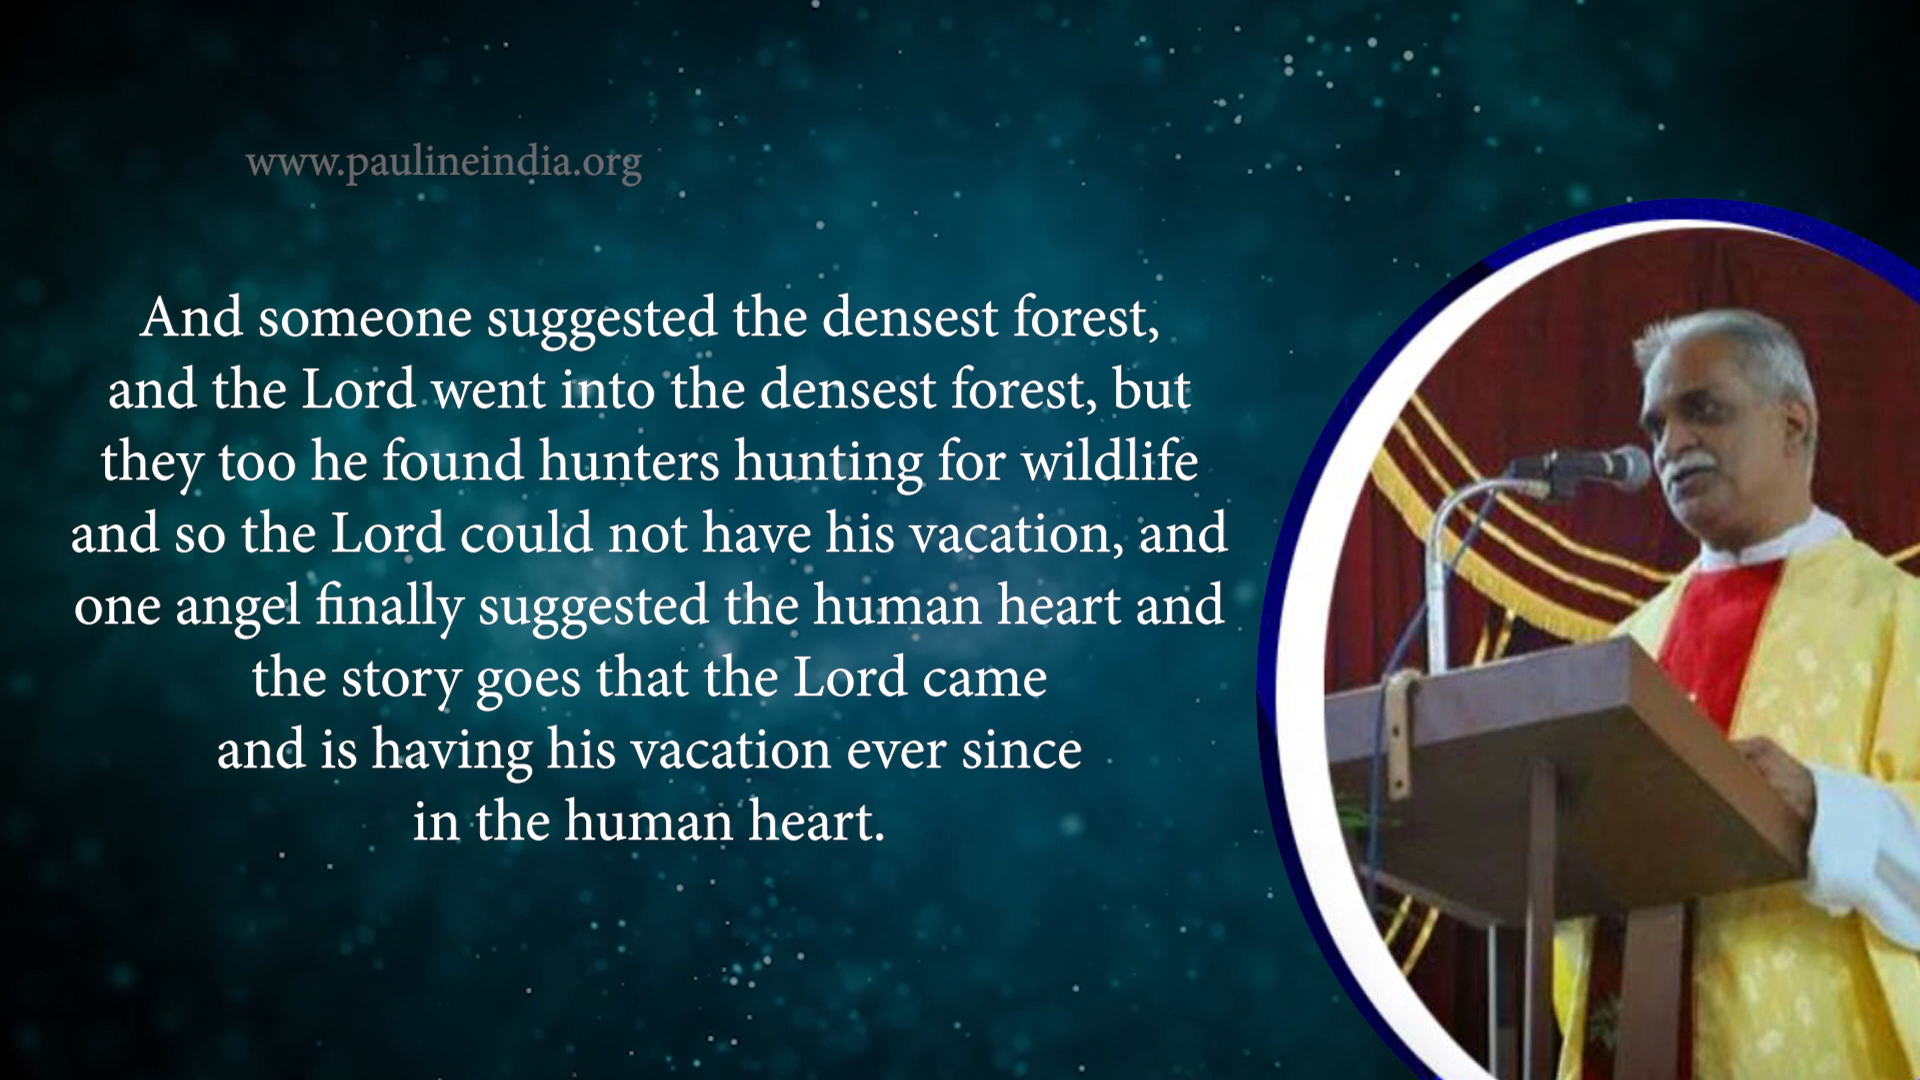 www.paulineindia.org
And someone suggested the densest forest,
and the Lord went into the densest forest, but
they too he found hunters hunting for wildlife
and so the Lord could not have his vacation, and
one angel finally suggested the human heart and
the story goes that the Lord came
and is having his vacation ever since
in the human heart.